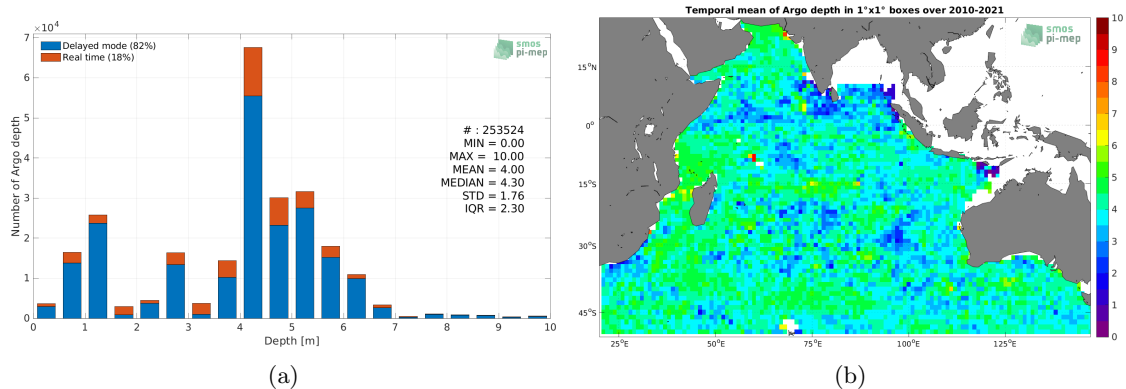 ×10⁴
7
6
5
4
3
2
1
0
Number of Argo depth
Delayed mode (82%)
Real time (18%)
smos
pi-mep
# : 253524
MIN = 0.00
MAX = 10.00
MEAN = 4.00
MEDIAN = 4.30
STD = 1.76
IQR = 2.30
0 1 2 3 4 5 6 7 8 9 10
Depth [m]
(a)
Temporal mean of Argo depth in 1°x1° boxes over 2010-2021
smos
pi-mep
15°N
0°
15°S
30°S
45°S
25°E 50°E 75°E 100°E 125°E
10
9
8
7
6
5
4
3
2
1
0
(b)